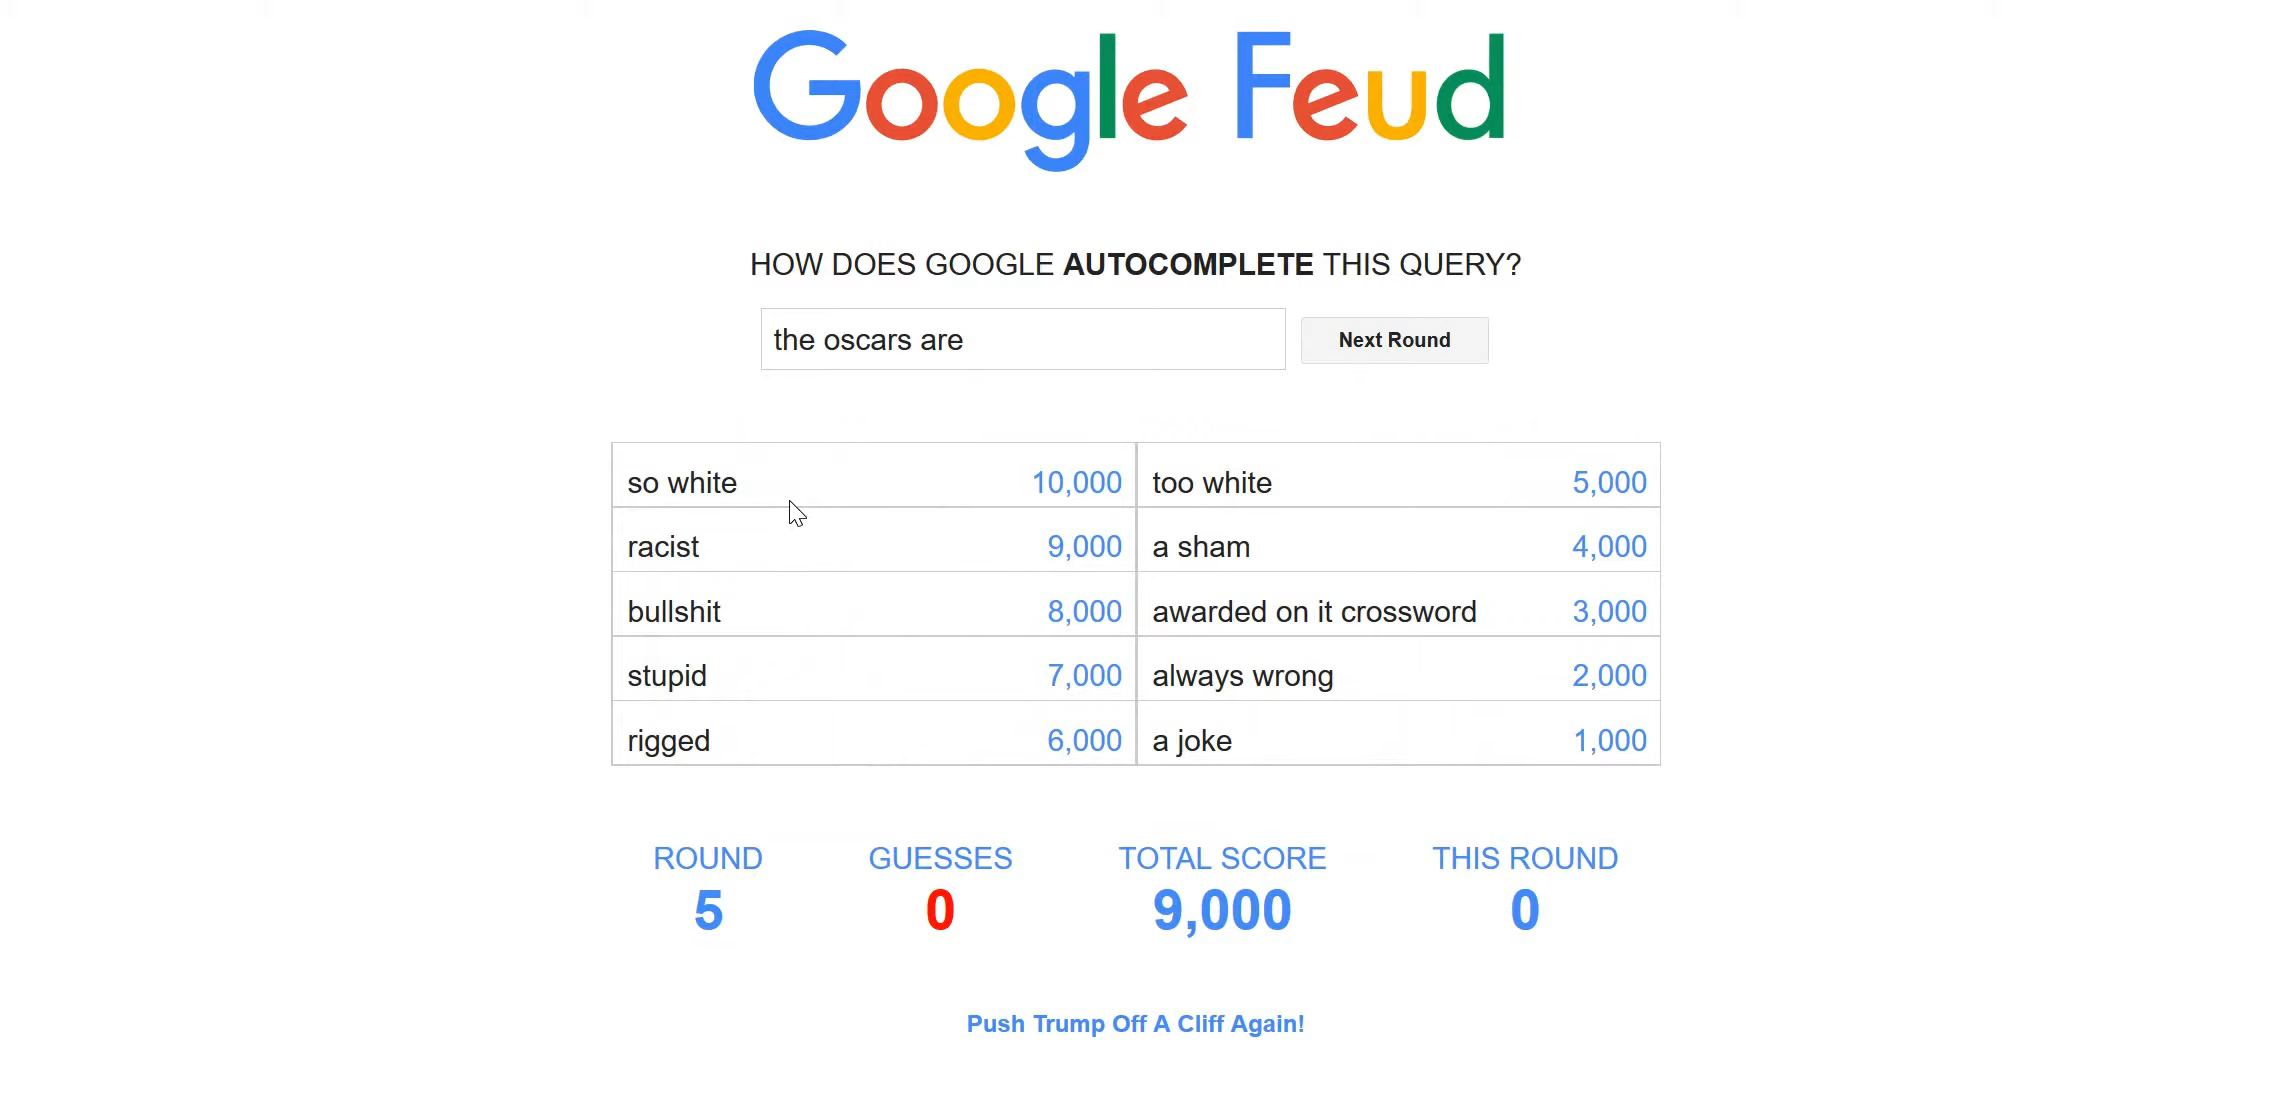 Google Feud
HOW DOES GOOGLE AUTOCOMPLETE THIS QUERY?
the oscars are
Next Round
so white 10,000
too white 5,000
racist 9,000
a sham 4,000
bullshit 8,000
awarded on it crossword 3,000
stupid 7,000
always wrong 2,000
rigged 6,000
a joke 1,000
ROUND GUESSES TOTAL SCORE THIS ROUND
5 0 9,000 0
Push Trump Off A Cliff Again!